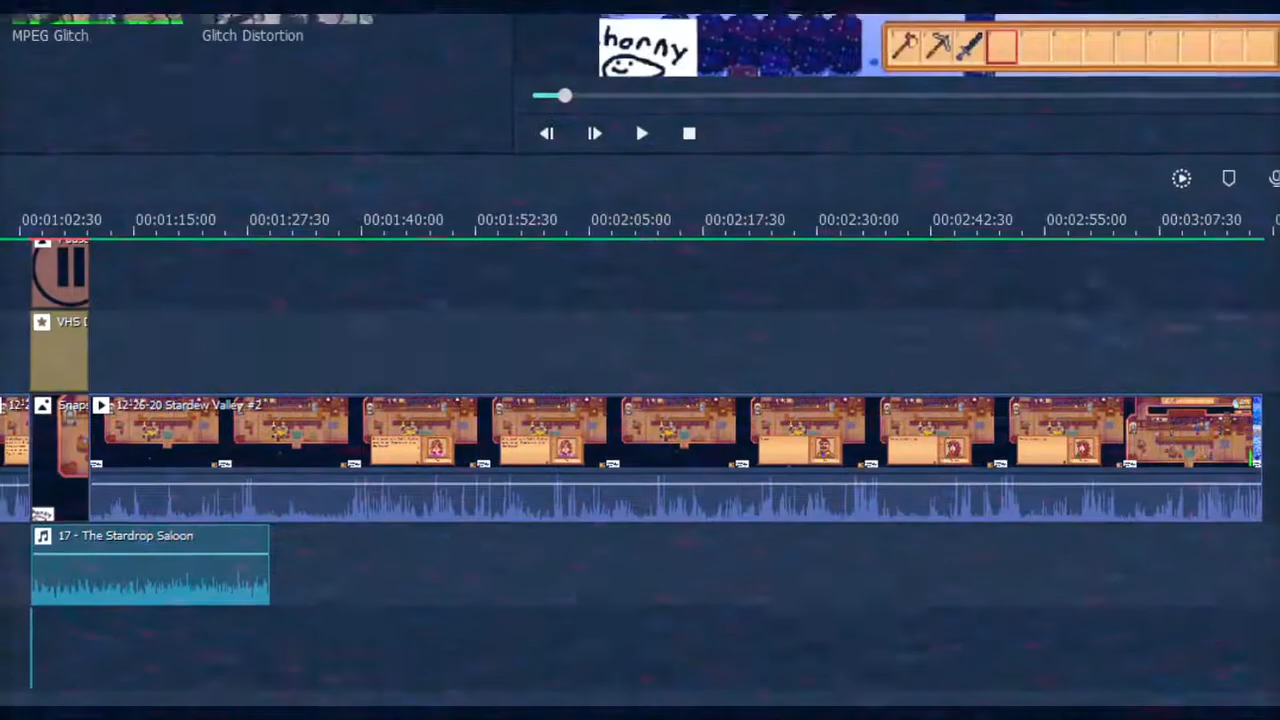 MPEG Glitch
Glitch Distortion
horny
00:01:02:30
00:01:15:00
00:01:27:30
00:01:40:00
00:01:52:30
00:02:05:00
00:02:17:30
00:02:30:00
00:02:42:30
00:02:55:00
00:03:07:30
VHS
12-2
Snaps
12-26-20 Stardew Valley #2
17 - The Stardrop Saloon